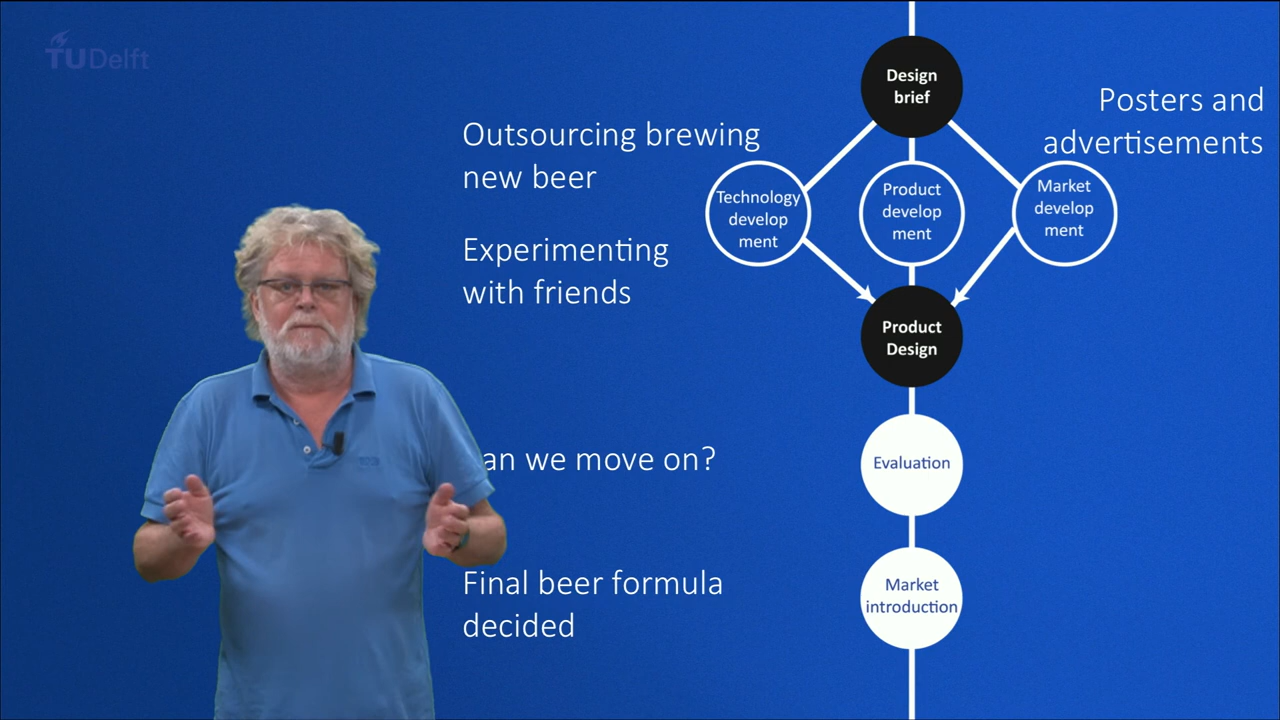 TUDelft
Design
brief
Posters and
advertisements
Outsourcing brewing
new beer
Technology
develop
ment
Product
develop
ment
Market
develop
ment
Experimenting
with friends
Product
Design
an we move on?
Evaluation
Final beer formula
decided
Market
introduction